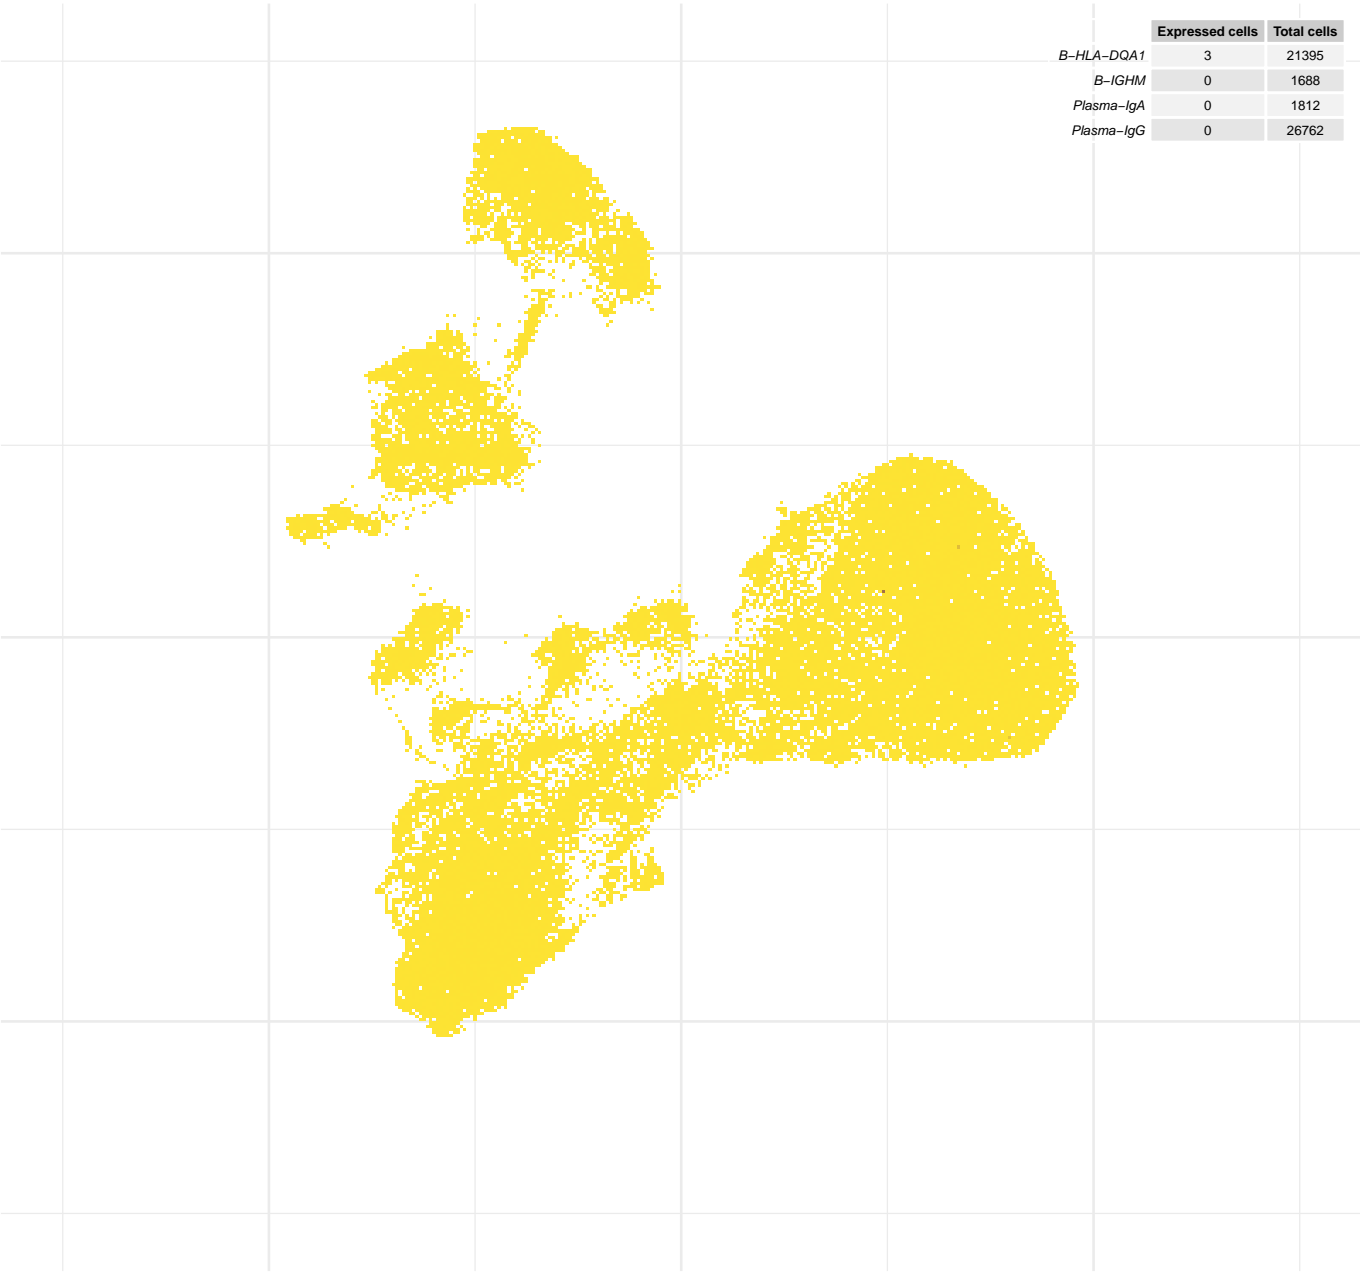 Expressed cells Total cells
B−HLA−DQA1 3 21395
B−IGHM 0 1688
Plasma−IgA 0 1812
Plasma−IgG 0 26762